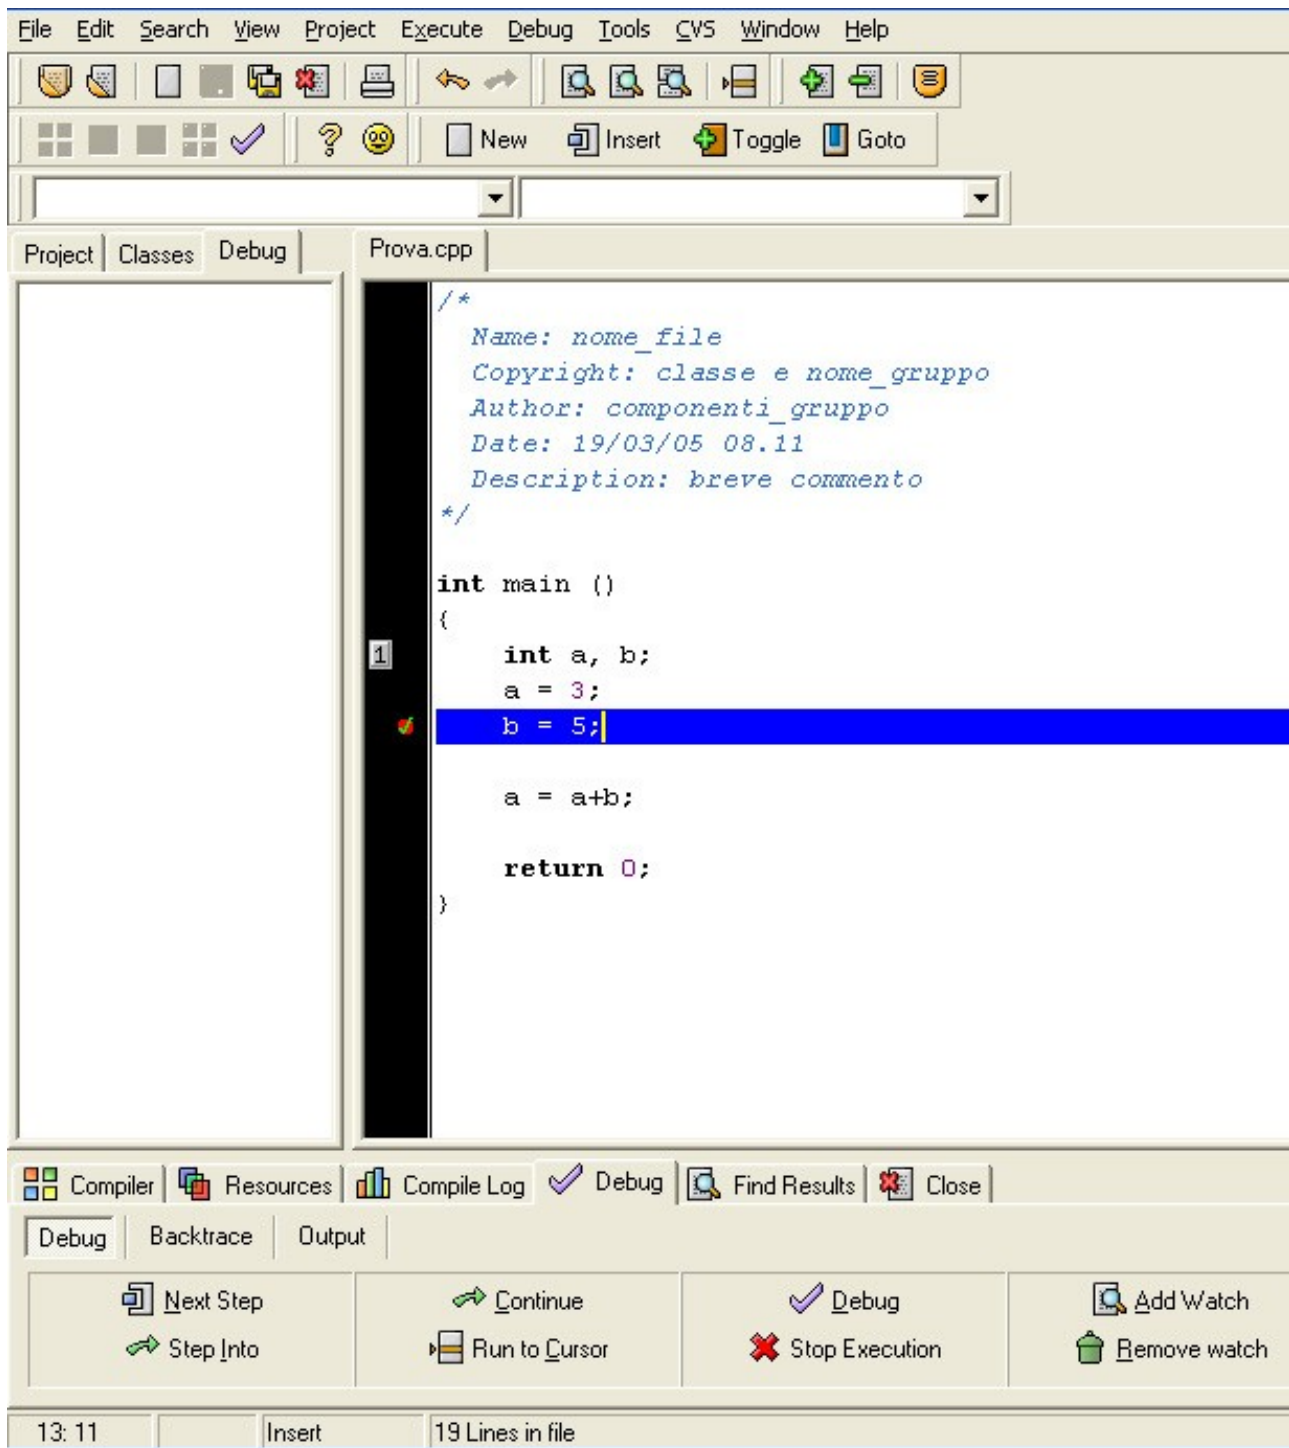 File Edit Search View Project Execute Debug Tools CVS Window Help
New Insert Toggle Goto
Project Classes Debug Prova.cpp
/*
Name: nome_file
Copyright: classe e nome_gruppo
Author: componenti_gruppo
Date: 19/03/05 08.11
Description: breve commento
*/
int main ()
{
1 int a, b;
a = 3;
b = 5;
a = a+b;
return 0;
}
Compiler Resources Compile Log Debug Find Results Close
Debug Backtrace Output
Next Step Continue Debug Add Watch
Step Into Run to Cursor Stop Execution Remove watch
13: 11 Insert 19 Lines in file